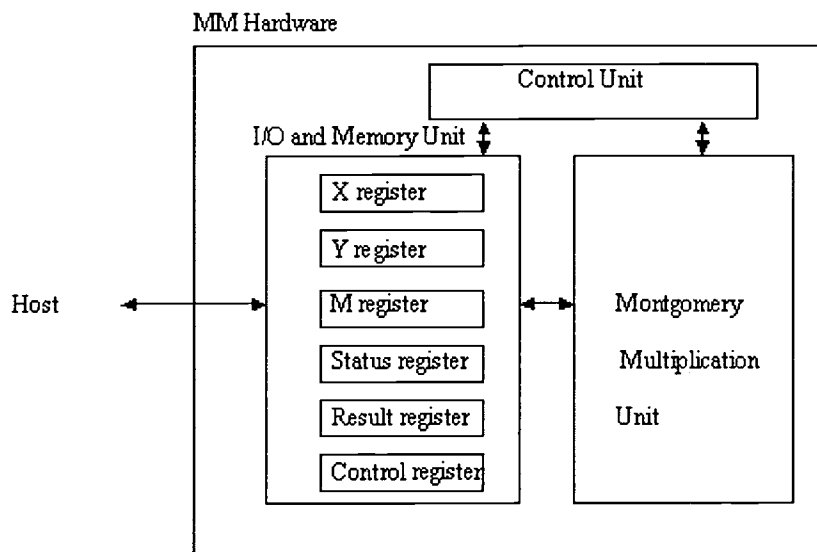 MM Hardware
Control Unit
I/O and Memory Unit
X register
Y register
Host
M register
Montgomery
Status register
Multiplication
Result register
Unit
Control register